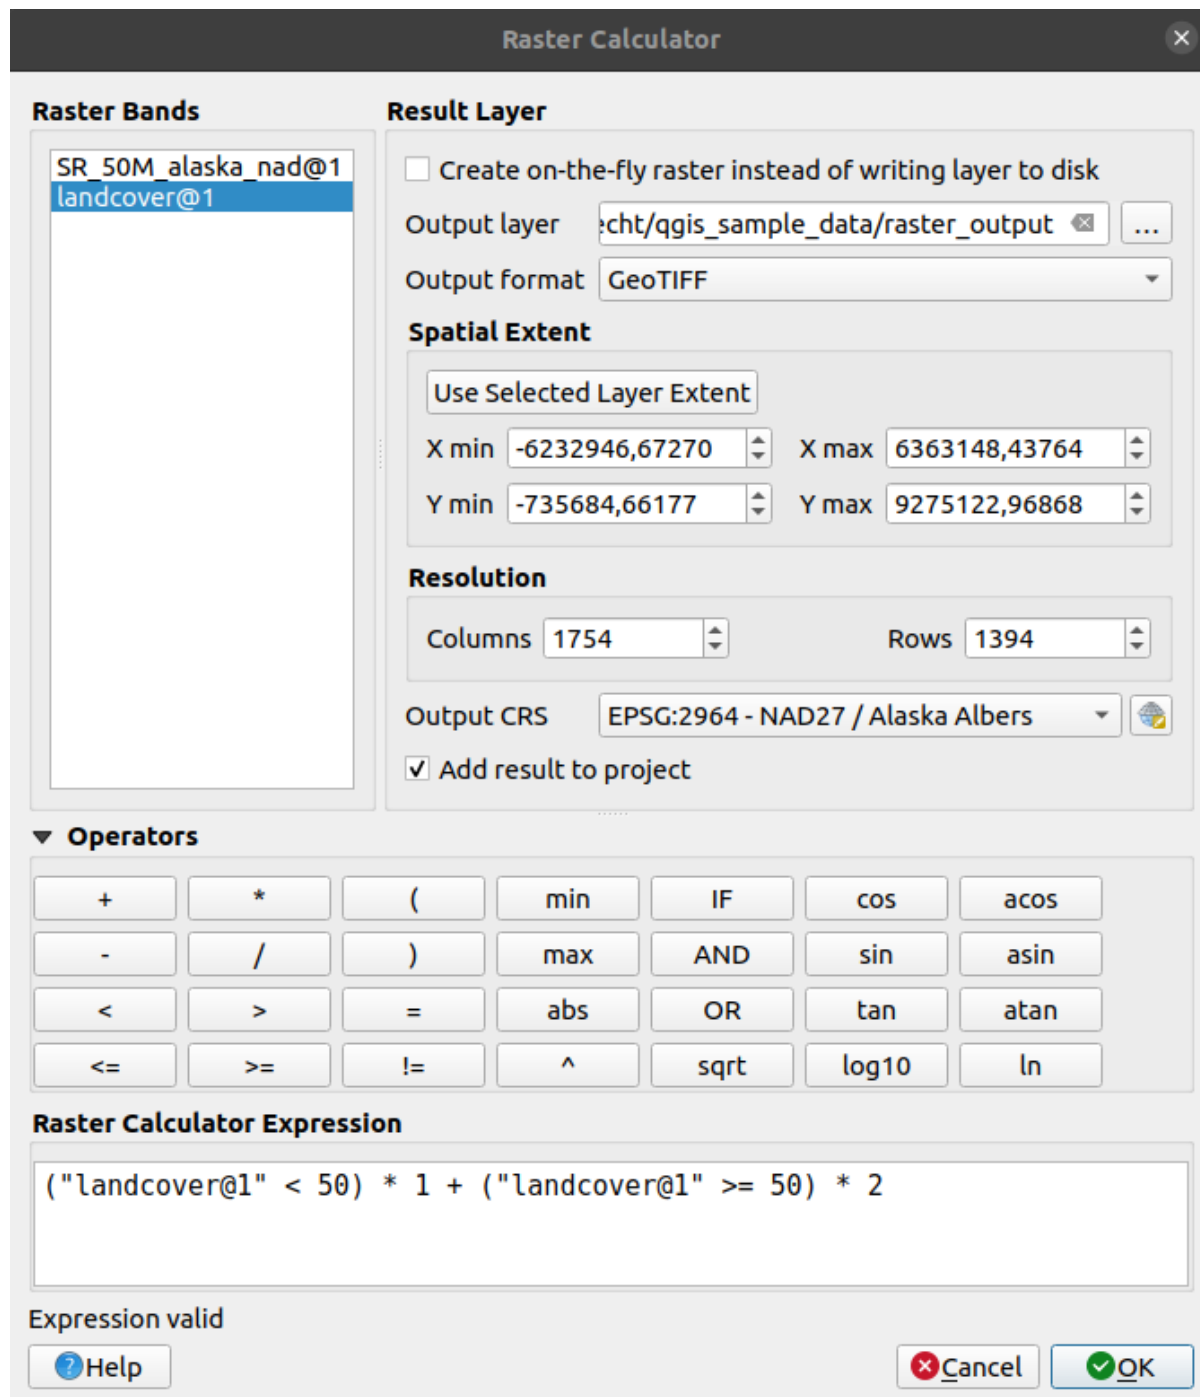 Raster Calculator
Raster Bands
SR_50M_alaska_nad@1
landcover@1
Result Layer
Create on-the-fly raster instead of writing layer to disk
Output layer echt/qgis_sample_data/raster_output ...
Output format GeoTIFF
Spatial Extent
Use Selected Layer Extent
X min -6232946,67270 X max 6363148,43764
Y min -735684,66177 Y max 9275122,96868
Resolution
Columns 1754 Rows 1394
Output CRS EPSG:2964 - NAD27 / Alaska Albers
Add result to project
Operators
+ * ( min IF cos acos
- / ) max AND sin asin
< > = abs OR tan atan
<= >= != ^ sqrt log10 ln
Raster Calculator Expression
("landcover@1" < 50) * 1 + ("landcover@1" >= 50) * 2
Expression valid
Help Cancel OK